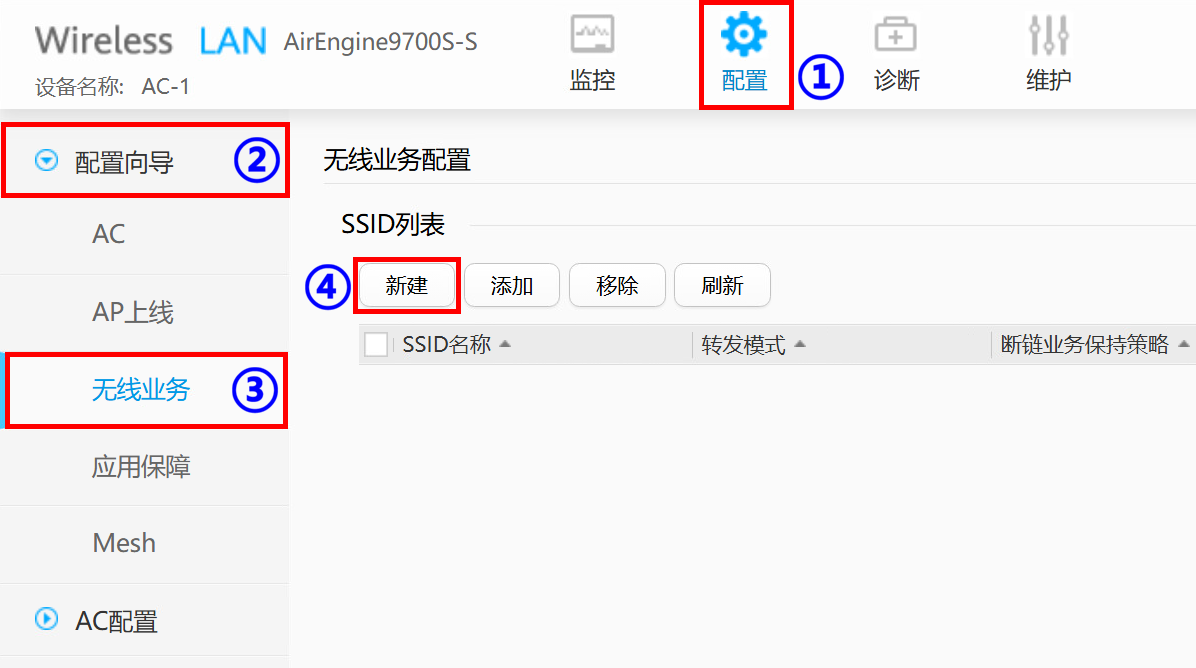 Wireless LAN AirEngine9700S-S
设备名称: AC-1
监控
配置
①
诊断
维护
配置向导 ②
AC
AP上线
无线业务 ③
应用保障
Mesh
AC配置
无线业务配置
SSID列表
④ 新建 添加 移除 刷新
SSID名称 转发模式 断链业务保持策略